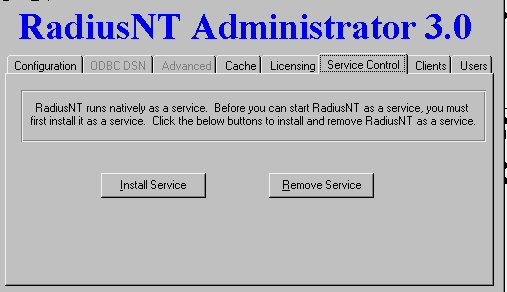 RadiusNT Administrator 3.0
Configuration ODBC DSN Advanced Cache Licensing Service Control Clients Users
RadiusNT runs natively as a service. Before you can start RadiusNT as a service, you must
first install it as a service. Click the below buttons to install and remove RadiusNT as a service.
Install Service Remove Service